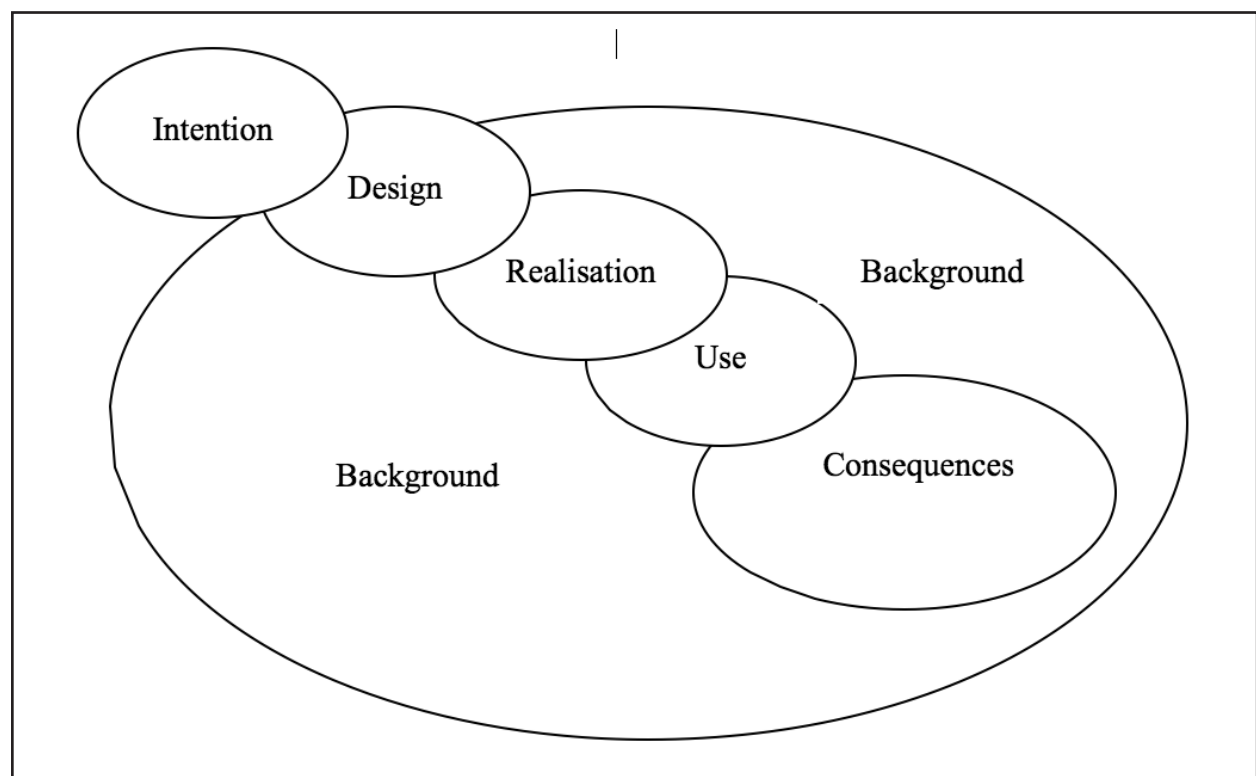 Intention
Design
Realisation
Background
Use
Consequences
Background